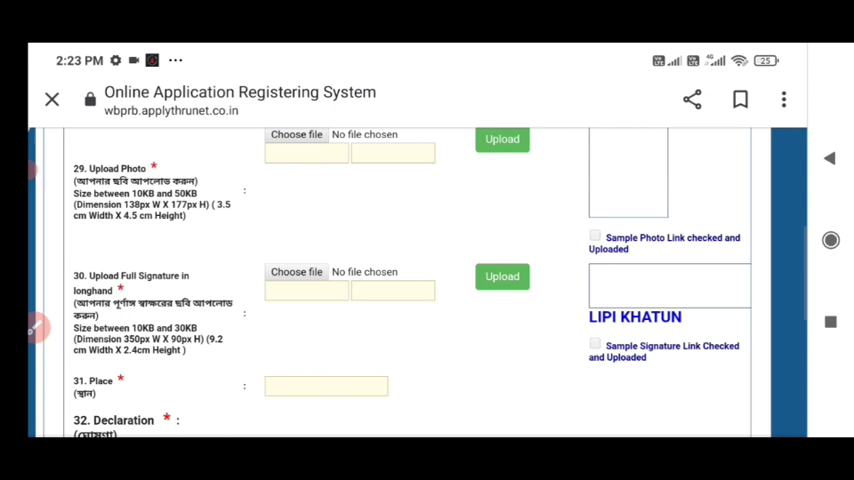 2:23 PM
4G
25
Online Application Registering System
wbprb.applythrunet.co.in
Choose file No file chosen
Upload
29. Upload Photo *
(আপনার ছবি আপলোড করুন)
Size between 10KB and 50KB
(Dimension 138px W X 177px H) ( 3.5
cm Width X 4.5 cm Height)
:
Sample Photo Link checked and
Uploaded
30. Upload Full Signature in
longhand *
(আপনার পূর্ণাঙ্গ স্বাক্ষরের ছবি আপলোড
করুন)
Size between 10KB and 30KB
(Dimension 350px W X 90px H) (9.2
cm Width X 2.4cm Height )
:
Choose file No file chosen
Upload
LIPI KHATUN
Sample Signature Link Checked
and Uploaded
31. Place *
(স্থান)
:
32. Declaration * :
(ঘোষণা)